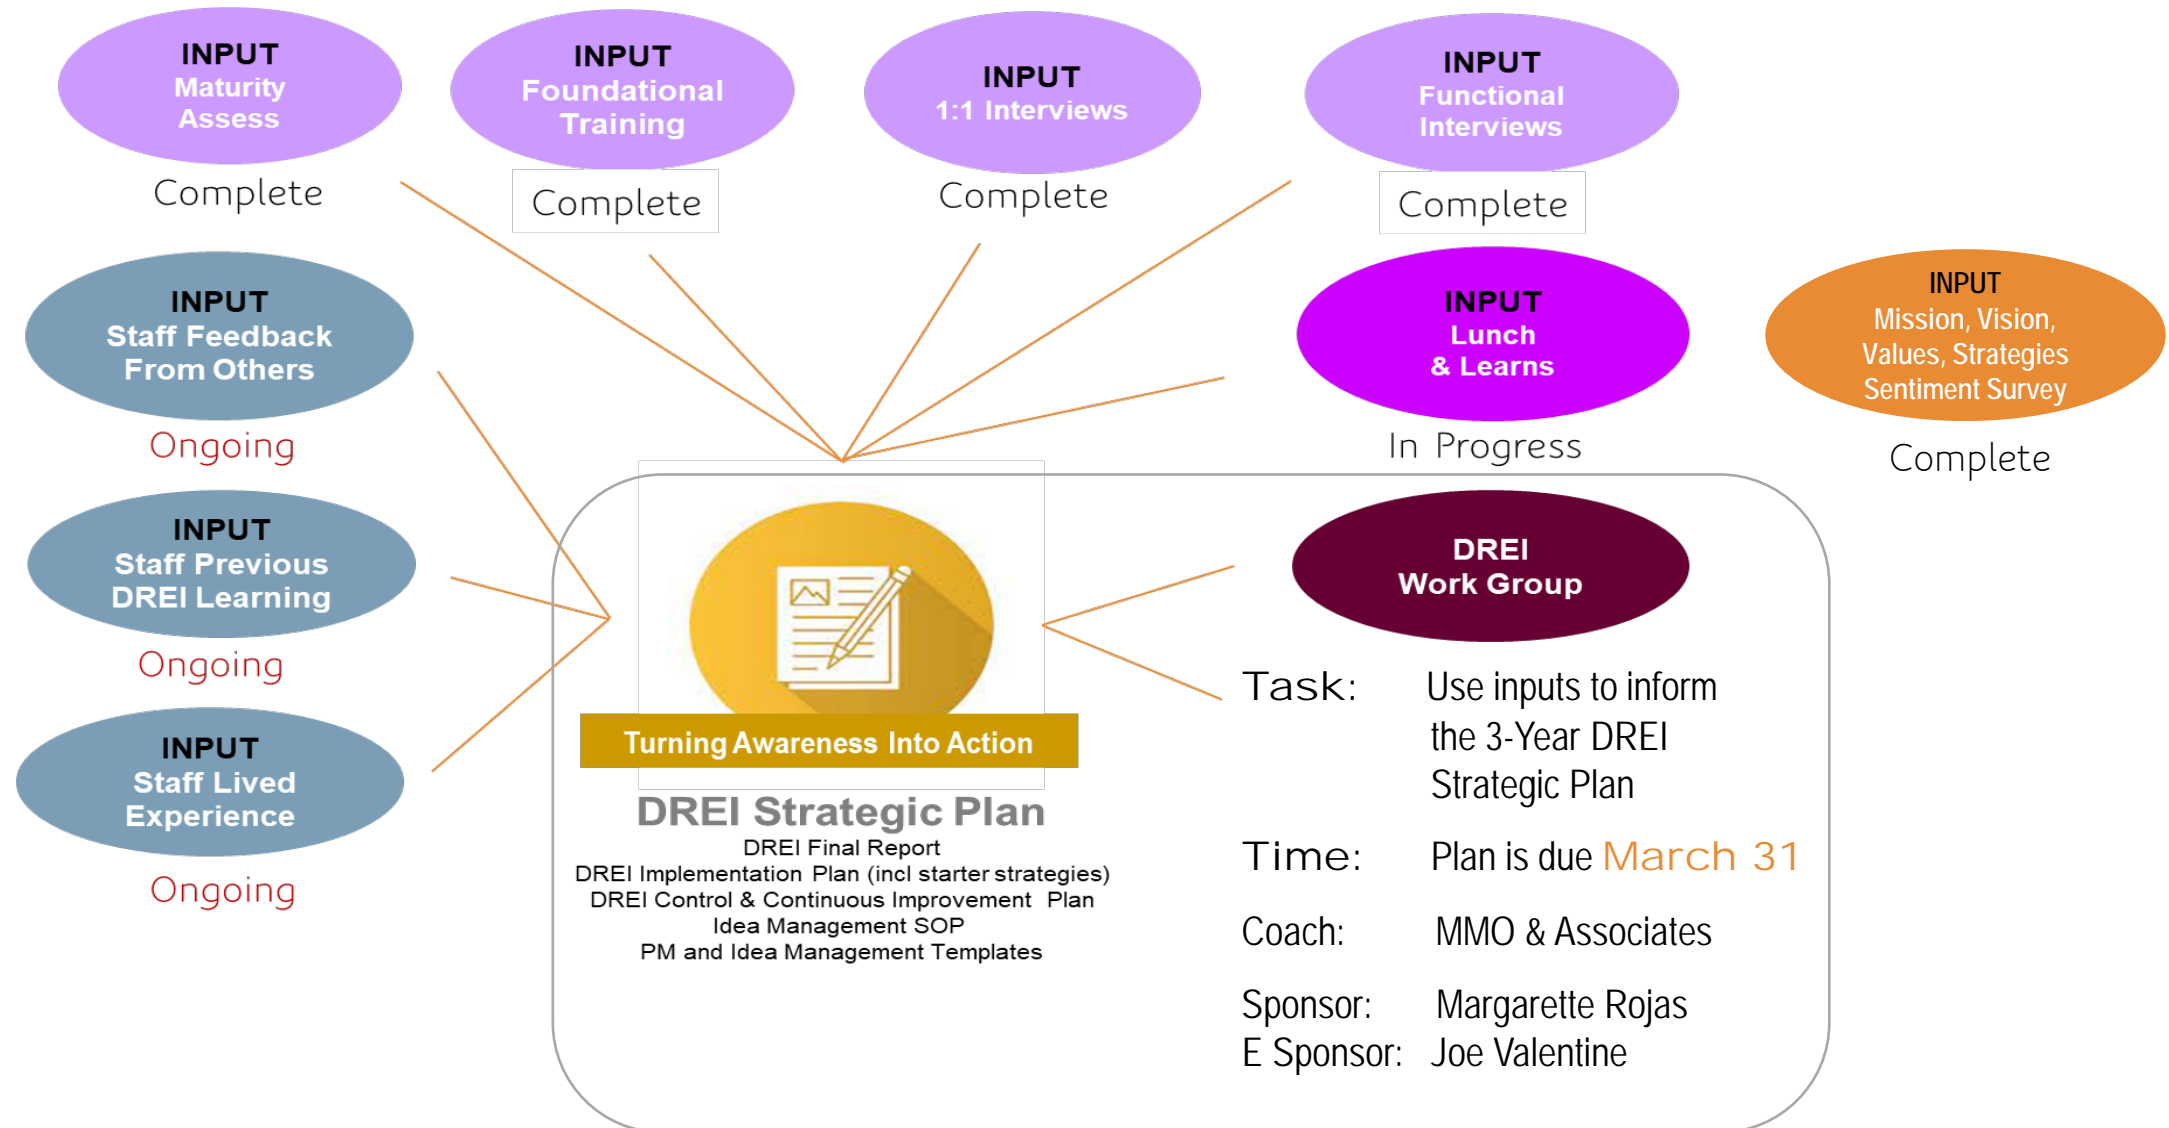 INPUT
Maturity
Assess
Complete
INPUT
Foundational
Training
Complete
INPUT
1:1 Interviews
Complete
INPUT
Functional
Interviews
Complete
INPUT
Staff Feedback
From Others
Ongoing
INPUT
Lunch
& Learns
In Progress
INPUT
Mission, Vision,
Values, Strategies
Sentiment Survey
Complete
INPUT
Staff Previous
DREI Learning
Ongoing
INPUT
Staff Lived
Experience
Ongoing
Turning Awareness Into Action
DREI Strategic Plan
DREI Final Report
DREI Implementation Plan (incl starter strategies)
DREI Control & Continuous Improvement Plan
Idea Management SOP
PM and Idea Management Templates
DREI
Work Group
Task: Use inputs to inform
the 3-Year DREI
Strategic Plan
Time: Plan is due March 31
Coach: MMO & Associates
Sponsor: Margarette Rojas
E Sponsor: Joe Valentine